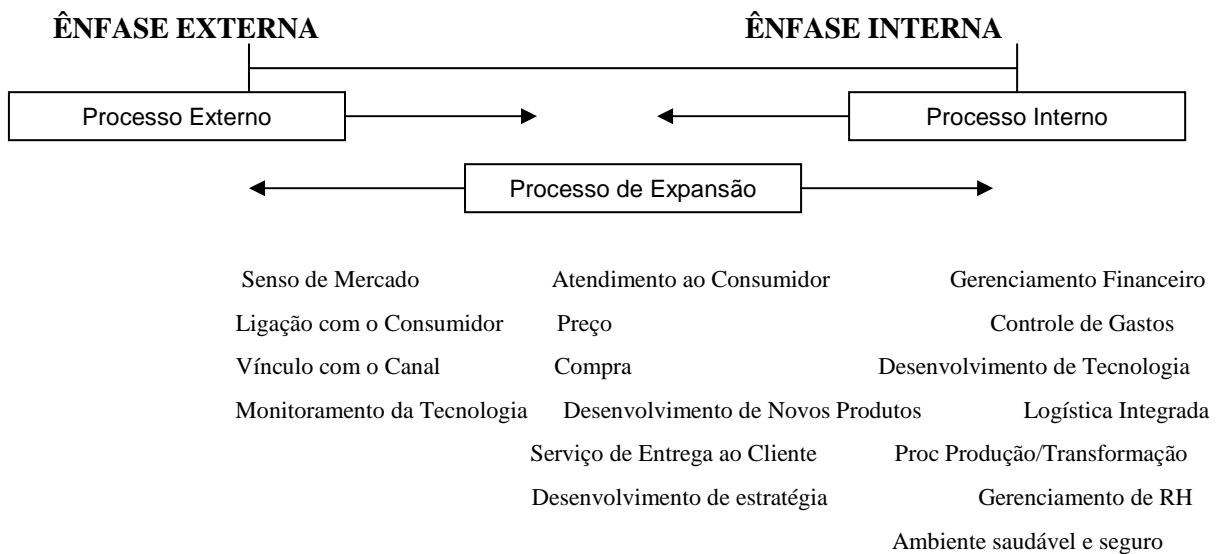 ÊNFASE EXTERNA ÊNFASE INTERNA
Processo Externo Processo Interno
Processo de Expansão
Senso de Mercado Atendimento ao Consumidor Gerenciamento Financeiro
Ligação com o Consumidor Preço Controle de Gastos
Vínculo com o Canal Compra Desenvolvimento de Tecnologia
Monitoramento da Tecnologia Desenvolvimento de Novos Produtos Logística Integrada
Serviço de Entrega ao Cliente Proc Produção/Transformação
Desenvolvimento de estratégia Gerenciamento de RH
Ambiente saudável e seguro